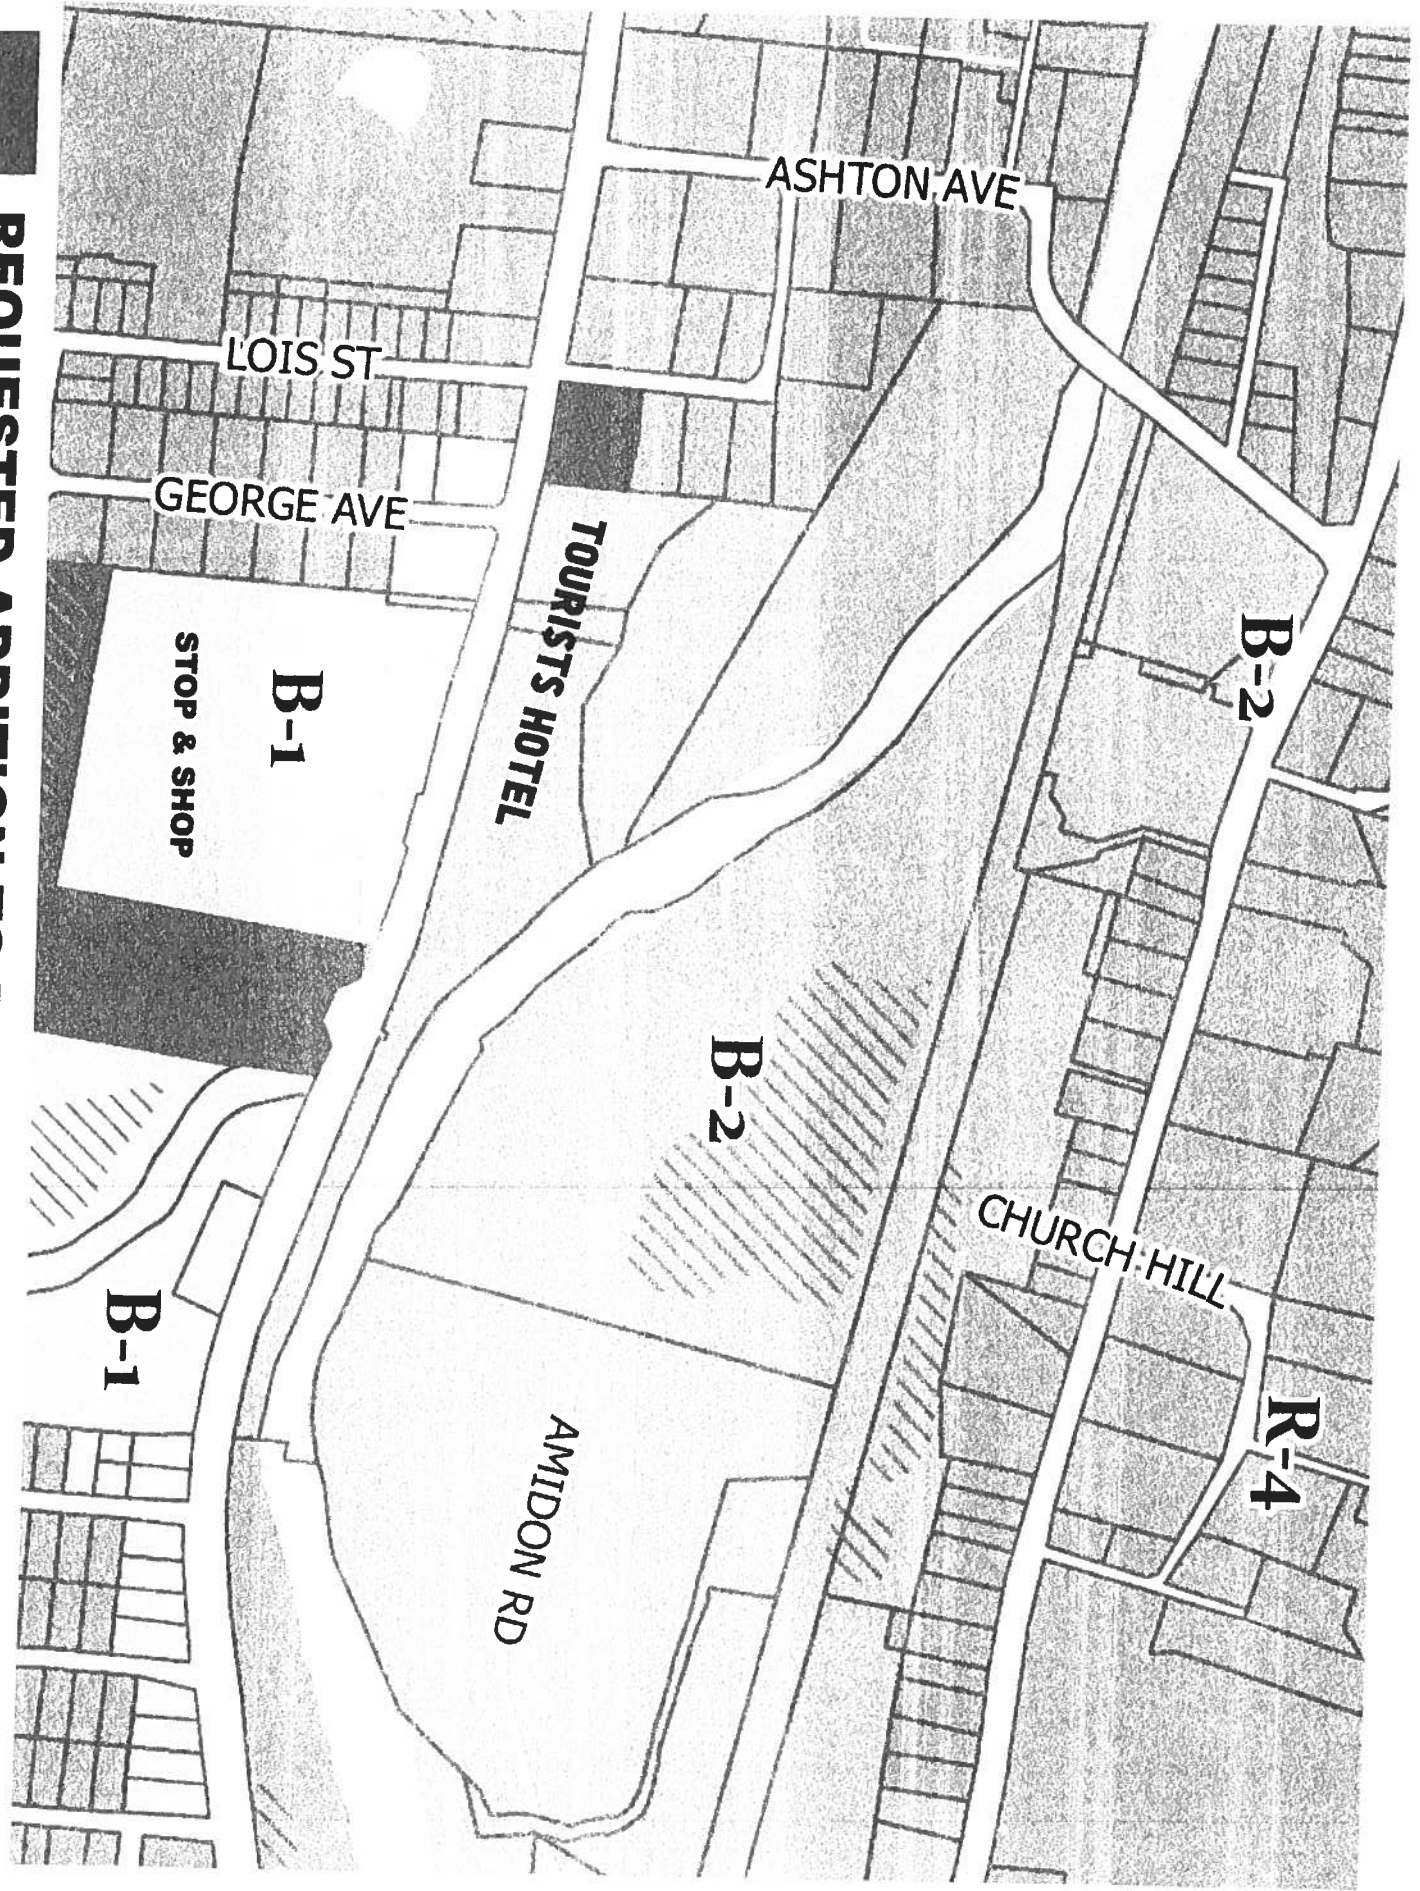 ASHTON AVE
LOIS ST
GEORGE AVE
TOURISTS HOTEL
B-1
STOP & SHOP
B-2
B-2
CHURCH HILL
R-4
AMIDON RD
B-1
REQUESTED